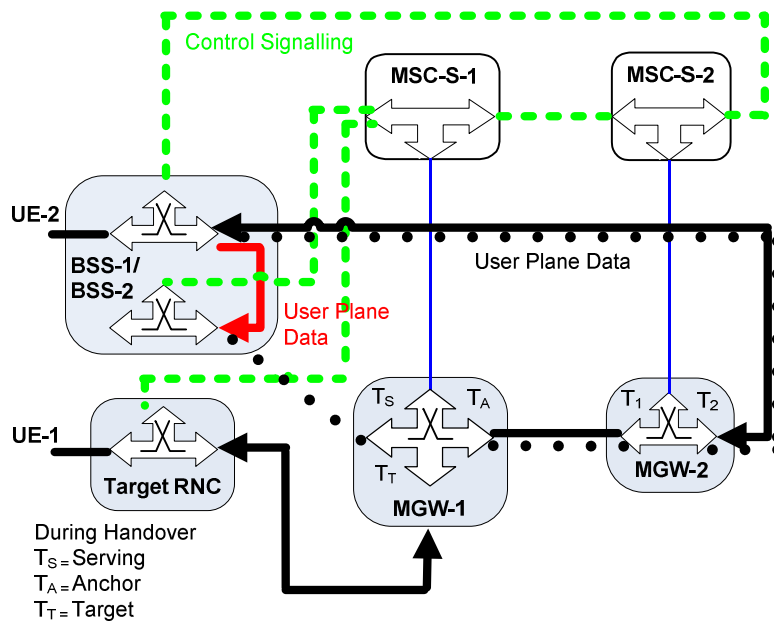 Control Signalling
MSC-S-1
MSC-S-2
UE-2
BSS-1/
BSS-2
User Plane Data
User Plane
Data
TS
TA
T1
T2
UE-1
TT
Target RNC
MGW-1
MGW-2
During Handover
TS = Serving
TA = Anchor
TT = Target